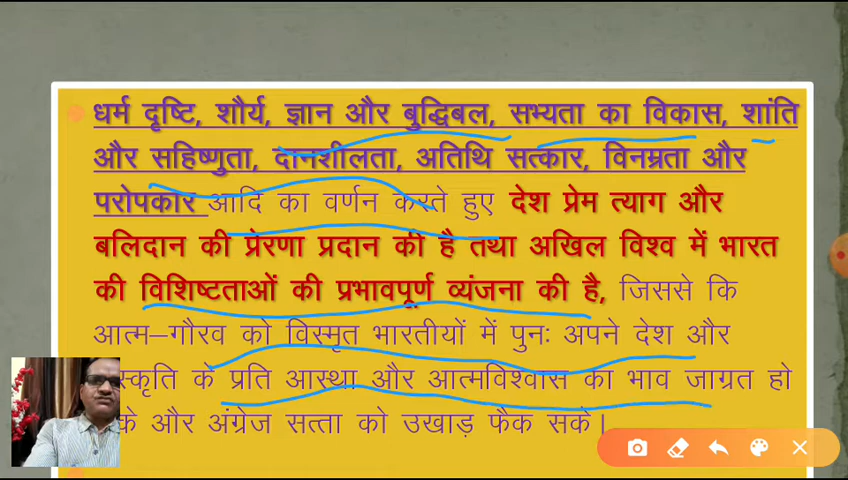 धर्म दृष्टि, शौर्य, ज्ञान और बुद्धिबल, सभ्यता का विकास, शांति
और सहिष्णुता, दानशीलता, अतिथि सत्कार, विनम्रता और
परोपकार आदि का वर्णन करते हुए देश प्रेम त्याग और
बलिदान की प्रेरणा प्रदान की है तथा अखिल विश्व में भारत
की विशिष्टताओं की प्रभावपूर्ण व्यंजना की है, जिससे कि
आत्म–गौरव को विस्मृत भारतीयों में पुनः अपने देश और
स्कृति के प्रति आस्था और आत्मविश्वास का भाव जाग्रत हो
के और अंग्रेज सत्ता को उखाड़ फैक सके।